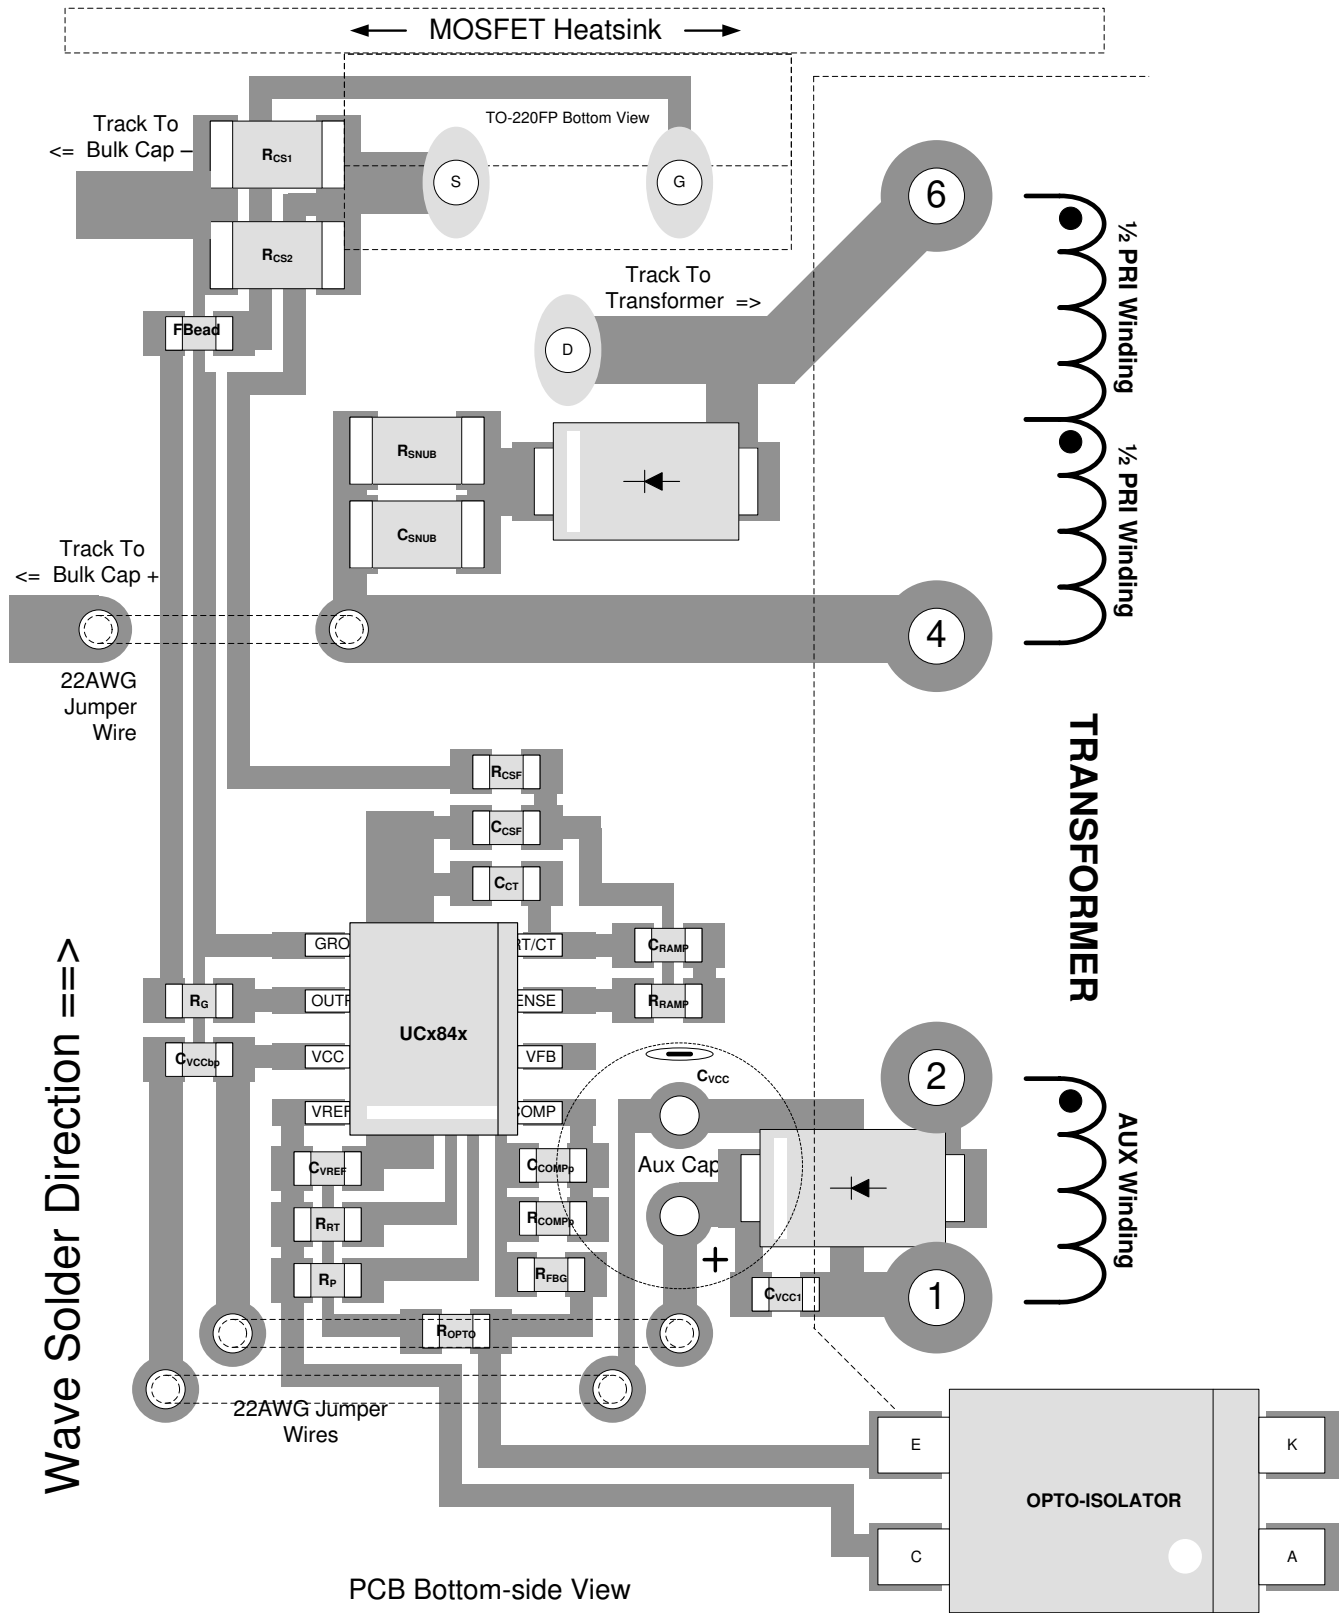 MOSFET Heatsink
TO-220FP Bottom View
Track To
<= Bulk Cap –
RCS1
S
G
6
RCS2
½ PRI Winding
Track To
Transformer =>
FBead
D
RSNUB
½ PRI Winding
CSNUB
Track To
<= Bulk Cap +
4
22AWG
Jumper
Wire
TRANSFORMER
RCSF
CCSF
CCT
GRO
RT/CT
CRAMP
RG
OUTP
ENSE
RRAMP
UCx84x
CVCCbp
VCC
VFB
–
CVCC
2
VREF
COMP
AUX Winding
CVREF
CCOMPp
Aux Cap
RRT
RCOMPp
+
RP
RFBG
CVCC1
1
ROPTO
22AWG Jumper
Wires
Wave Solder Direction ==>
E
K
OPTO-ISOLATOR
C
A
PCB Bottom-side View